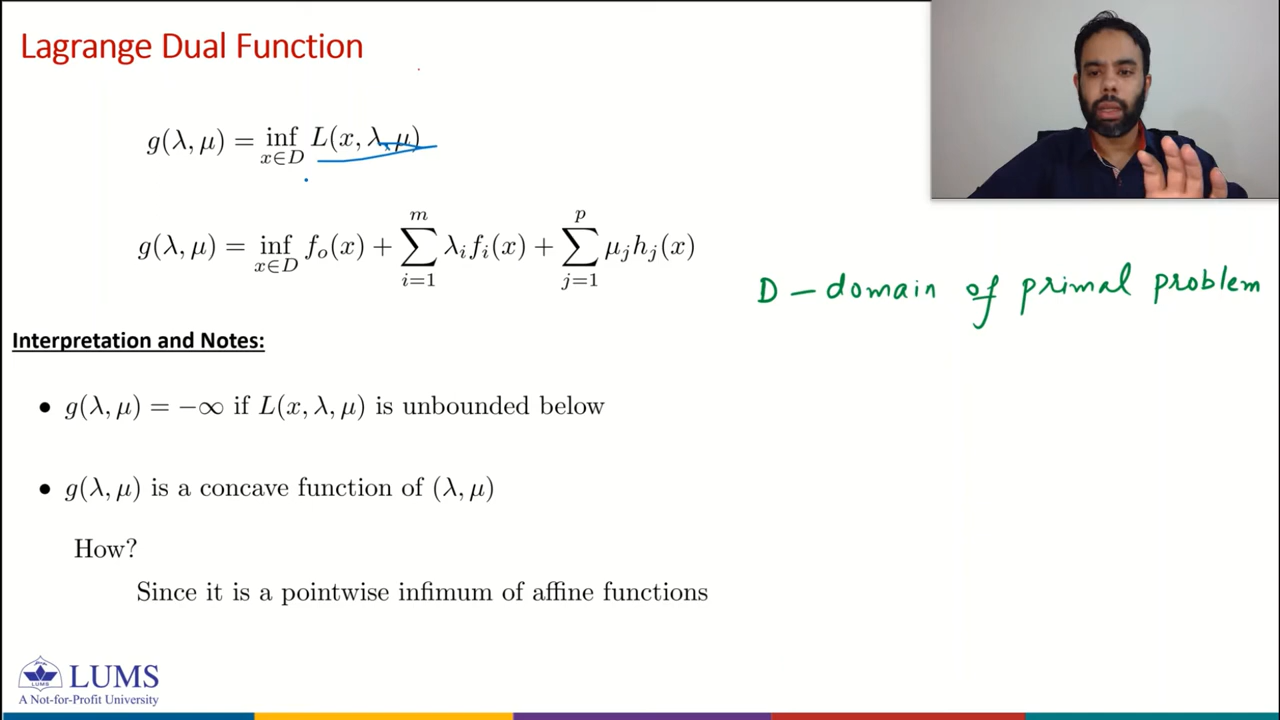 Lagrange Dual Function
g(λ, μ) = inf_{x∈D} L(x, λ, μ)
g(λ, μ) = inf_{x∈D} f_o(x) + ∑_{i=1}^{m} λ_i f_i(x) + ∑_{j=1}^{p} μ_j h_j(x)
D – domain of primal problem
Interpretation and Notes:
• g(λ, μ) = −∞ if L(x, λ, μ) is unbounded below
• g(λ, μ) is a concave function of (λ, μ)
How?
Since it is a pointwise infimum of affine functions
LUMS
LUMS
A Not-for-Profit University